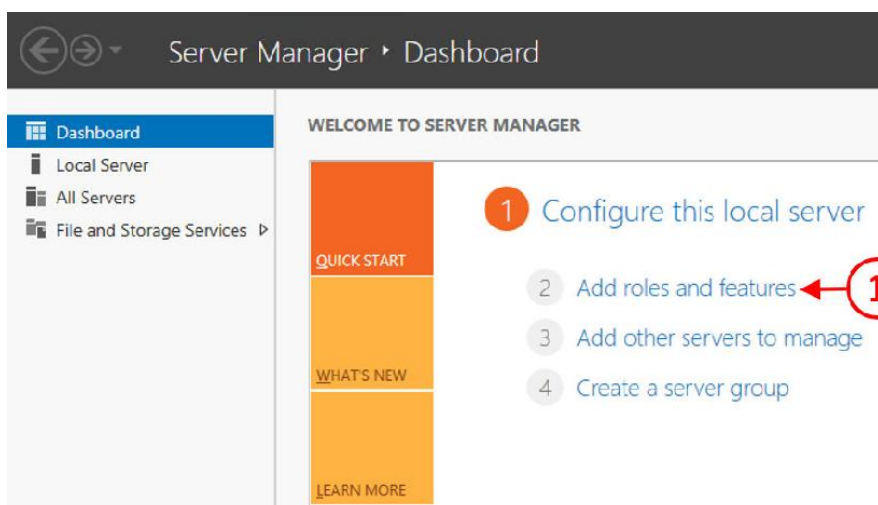 Server Manager ‣ Dashboard
Dashboard
Local Server
All Servers
File and Storage Services
WELCOME TO SERVER MANAGER
QUICK START
WHAT'S NEW
LEARN MORE
1 Configure this local server
2 Add roles and features
1
3 Add other servers to manage
4 Create a server group